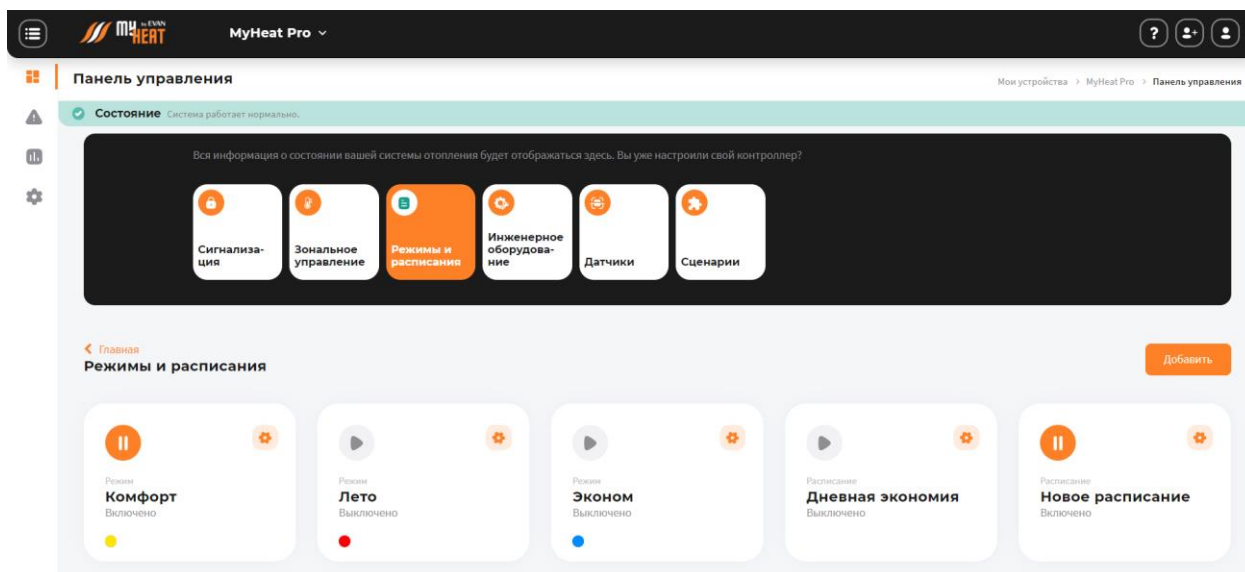 by EVAN
MYHEAT
MyHeat Pro
?
Панель управления
Мои устройства > MyHeat Pro > Панель управления
Состояние Система работает нормально.
Вся информация о состоянии вашей системы отопления будет отображаться здесь. Вы уже настроили свой контроллер?
Сигнализа-
ция
Зональное
управление
Режимы и
расписания
Инженерное
оборудова-
ние
Датчики
Сценарии
Главная
Режимы и расписания
Добавить
Режим
Комфорт
Включено
Режим
Лето
Выключено
Режим
Эконом
Выключено
Расписание
Дневная экономия
Выключено
Расписание
Новое расписание
Включено